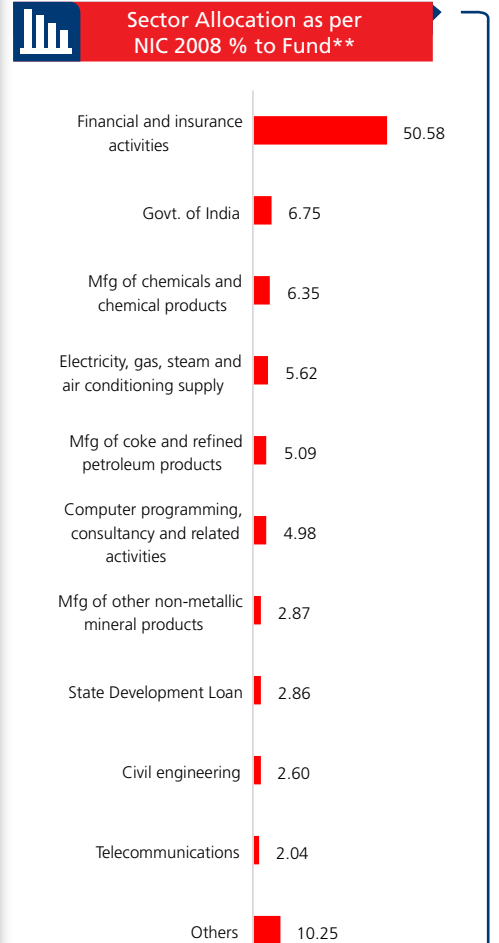 Sector Allocation as per
NIC 2008 % to Fund**
Financial and insurance
activities
50.58
Govt. of India
6.75
Mfg of chemicals and
chemical products
6.35
Electricity, gas, steam and
air conditioning supply
5.62
Mfg of coke and refined
petroleum products
5.09
Computer programming,
consultancy and related
activities
4.98
Mfg of other non-metallic
mineral products
2.87
State Development Loan
2.86
Civil engineering
2.60
Telecommunications
2.04
Others
10.25